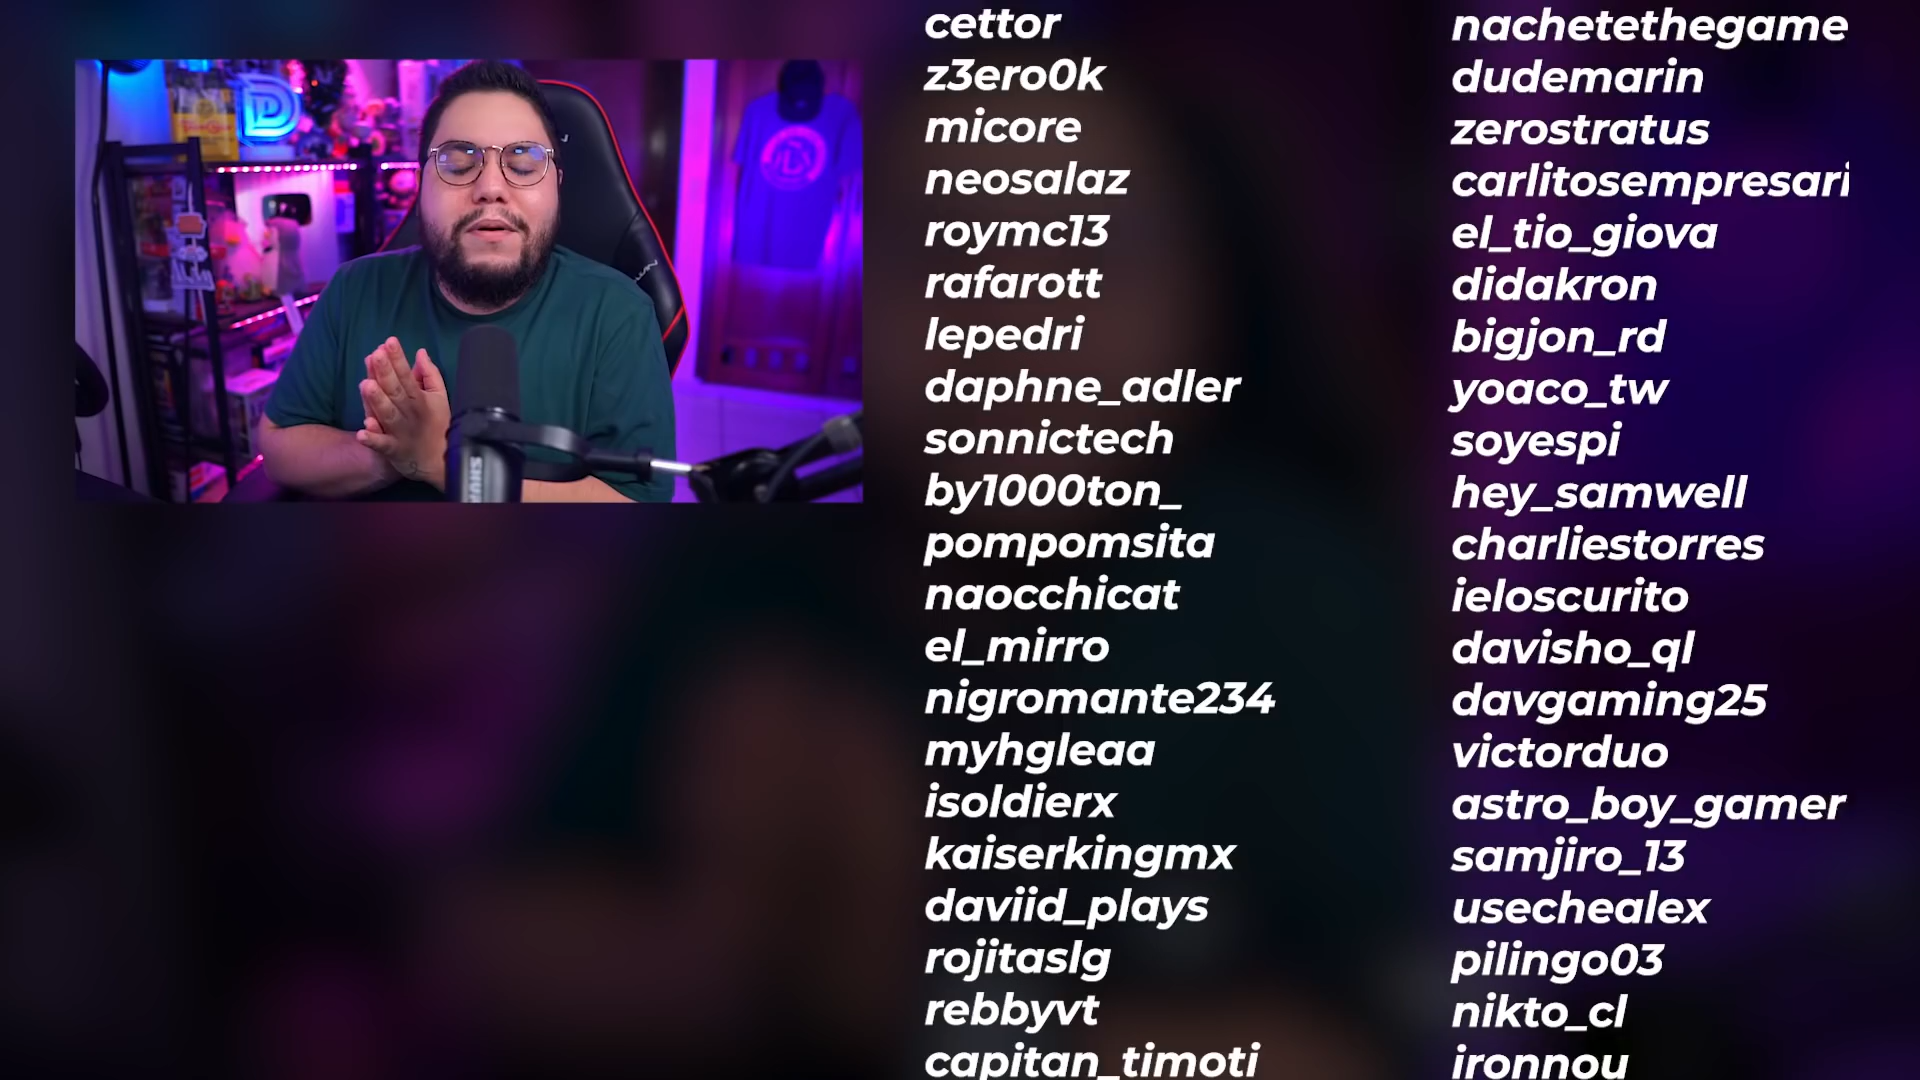 cettor
z3ero0k
micore
neosalaz
roymc13
rafarott
lepedri
daphne_adler
sonnictech
by1000ton_
pompomsita
naocchicat
el_mirro
nigromante234
myhgleaa
isoldierx
kaiserkingmx
daviid_plays
rojitaslg
rebbyvt
capitan_timoti
nachetethegame
dudemarin
zerostratus
carlitosempresari
el_tio_giova
didakron
bigjon_rd
yoaco_tw
soyespi
hey_samwell
charliestorres
ieloscurito
davisho_ql
davgaming25
victorduo
astro_boy_gamer
samjiro_13
usechealex
pilingo03
nikto_cl
ironnou
SHURE